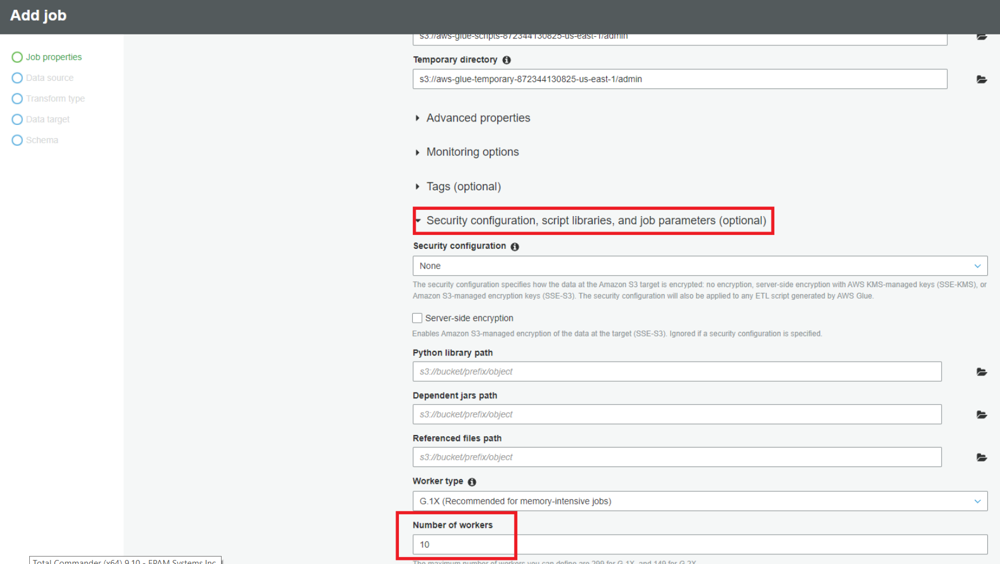 Add job
Job properties
Data source
Transform type
Data target
Schema
s3://aws-glue-scripts-872344130825-us-east-1/admin
Temporary directory
s3://aws-glue-temporary-872344130825-us-east-1/admin
Advanced properties
Monitoring options
Tags (optional)
Security configuration, script libraries, and job parameters (optional)
Security configuration
None
The security configuration specifies how the data at the Amazon S3 target is encrypted: no encryption, server-side encryption with AWS KMS-managed keys (SSE-KMS), or
Amazon S3-managed encryption keys (SSE-S3). The security configuration will also be applied to any ETL script generated by AWS Glue.
Server-side encryption
Enables Amazon S3-managed encryption of the data at the target (SSE-S3). Ignored if a security configuration is specified.
Python library path
s3://bucket/prefix/object
Dependent jars path
s3://bucket/prefix/object
Referenced files path
s3://bucket/prefix/object
Worker type
G.1X (Recommended for memory-intensive jobs)
Number of workers
10
The maximum number of workers you can define are 299 for G.1X, and 149 for G.2X.
Total Commander (x64) 9.10 - EPAM Systems Inc